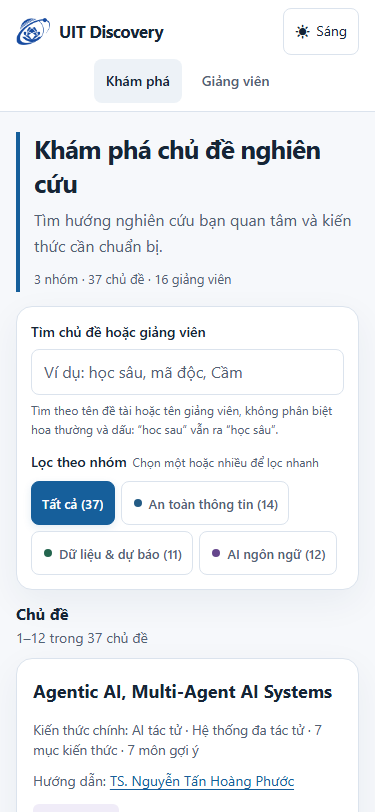 UIT Discovery
Sáng
Khám phá
Giảng viên
Khám phá chủ đề nghiên
cứu
Tìm hướng nghiên cứu bạn quan tâm và kiến
thức cần chuẩn bị.
3 nhóm · 37 chủ đề · 16 giảng viên
Tìm chủ đề hoặc giảng viên
Ví dụ: học sâu, mã độc, Cầm
Tìm theo tên đề tài hoặc tên giảng viên, không phân biệt
hoa thường và dấu: “hoc sau” vẫn ra “học sâu”.
Lọc theo nhóm Chọn một hoặc nhiều để lọc nhanh
Tất cả (37)
An toàn thông tin (14)
Dữ liệu & dự báo (11)
AI ngôn ngữ (12)
Chủ đề
1–12 trong 37 chủ đề
Agentic AI, Multi-Agent AI Systems
Kiến thức chính: AI tác tử · Hệ thống đa tác tử · 7
mục kiến thức · 7 môn gợi ý
Hướng dẫn: TS. Nguyễn Tấn Hoàng Phước